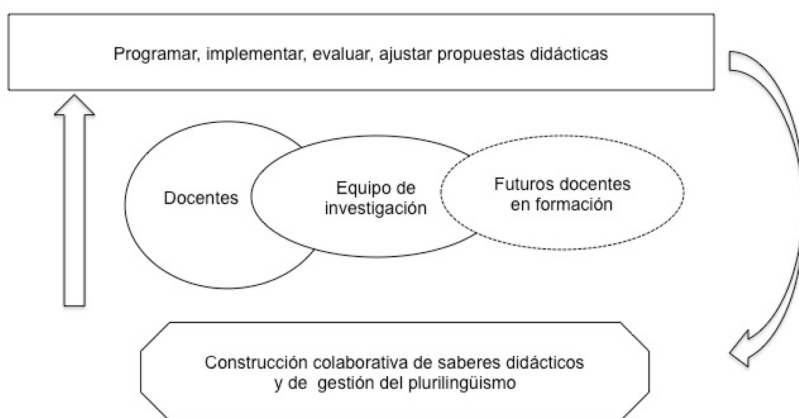 Programar, implementar, evaluar, ajustar propuestas didácticas
Docentes
Equipo de
investigación
Futuros docentes
en formación
Construcción colaborativa de saberes didácticos
y de gestión del plurilingüismo